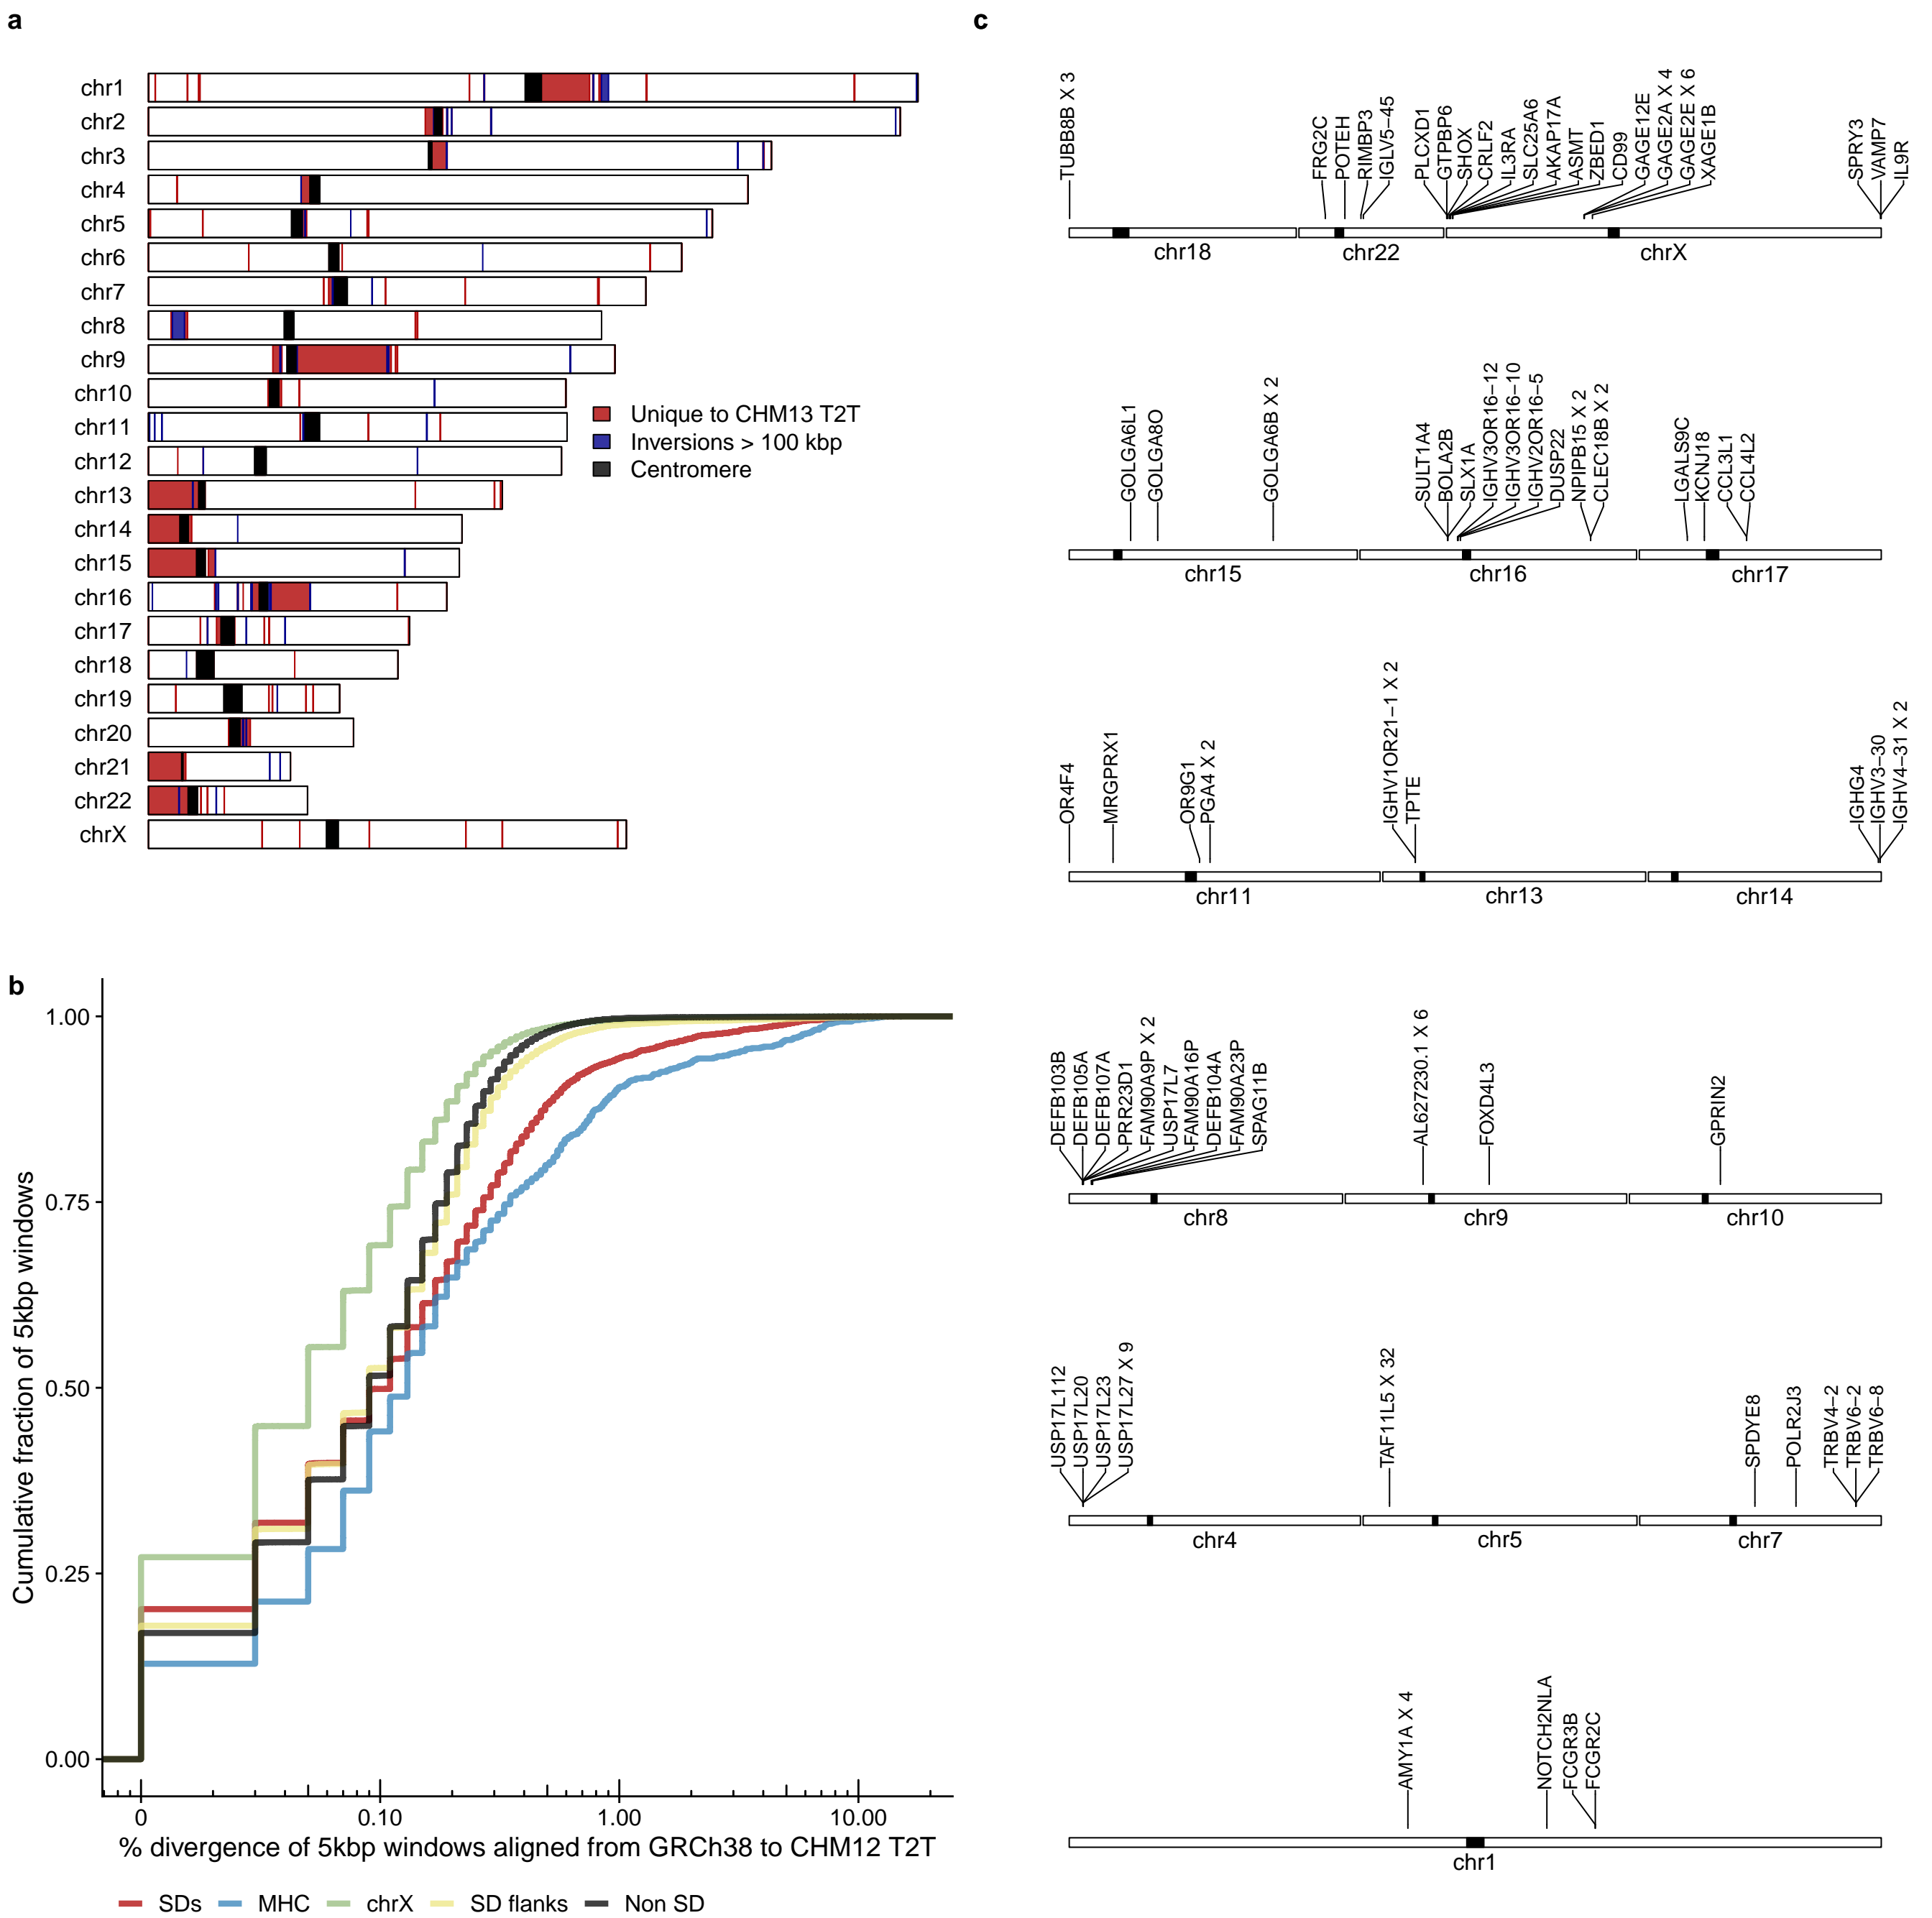 a
chr1
chr2
chr3
chr4
chr5
chr6
chr7
chr8
chr9
chr10
chr11
chr12
chr13
chr14
chr15
chr16
chr17
chr18
chr19
chr20
chr21
chr22
chrX
Unique to CHM13 T2T
Inversions > 100 kbp
Centromere
b
Cumulative fraction of 5kbp windows
1.00
0.75
0.50
0.25
0.00
0
0.10
1.00
10.00
% divergence of 5kbp windows aligned from GRCh38 to CHM12 T2T
SDs
MHC
chrX
SD flanks
Non SD
c
TUBB8B X 3
FRG2C
POTEH
RIMBP3
IGLV5−45
PLCXD1
GTPBP6
SHOX
CRLF2
IL3RA
SLC25A6
AKAP17A
ASMT
ZBED1
CD99
GAGE12E
GAGE2A X 4
GAGE2E X 6
XAGE1B
SPRY3
VAMP7
IL9R
chr18
chr22
chrX
GOLGA6L1
GOLGA8O
GOLGA6B X 2
SULT1A4
BOLA2B
SLX1A
IGHV3OR16−12
IGHV3OR16−10
IGHV2OR16−5
DUSP22
NPIPB15 X 2
CLEC18B X 2
LGALS9C
KCNJ18
CCL3L1
CCL4L2
chr15
chr16
chr17
OR4F4
MRGPRX1
OR9G1
PGA4 X 2
IGHV1OR21−1 X 2
TPTE
IGHG4
IGHV3−30
IGHV4−31 X 2
chr11
chr13
chr14
DEFB103B
DEFB105A
DEFB107A
PRR23D1
FAM90A9P X 2
USP17L7
FAM90A16P
DEFB104A
FAM90A23P
SPAG11B
AL627230.1 X 6
FOXD4L3
GPRIN2
chr8
chr9
chr10
USP17L112
USP17L20
USP17L23
USP17L27 X 9
TAF11L5 X 32
SPDYE8
POLR2J3
TRBV4−2
TRBV6−2
TRBV6−8
chr4
chr5
chr7
AMY1A X 4
NOTCH2NLA
FCGR3B
FCGR2C
chr1